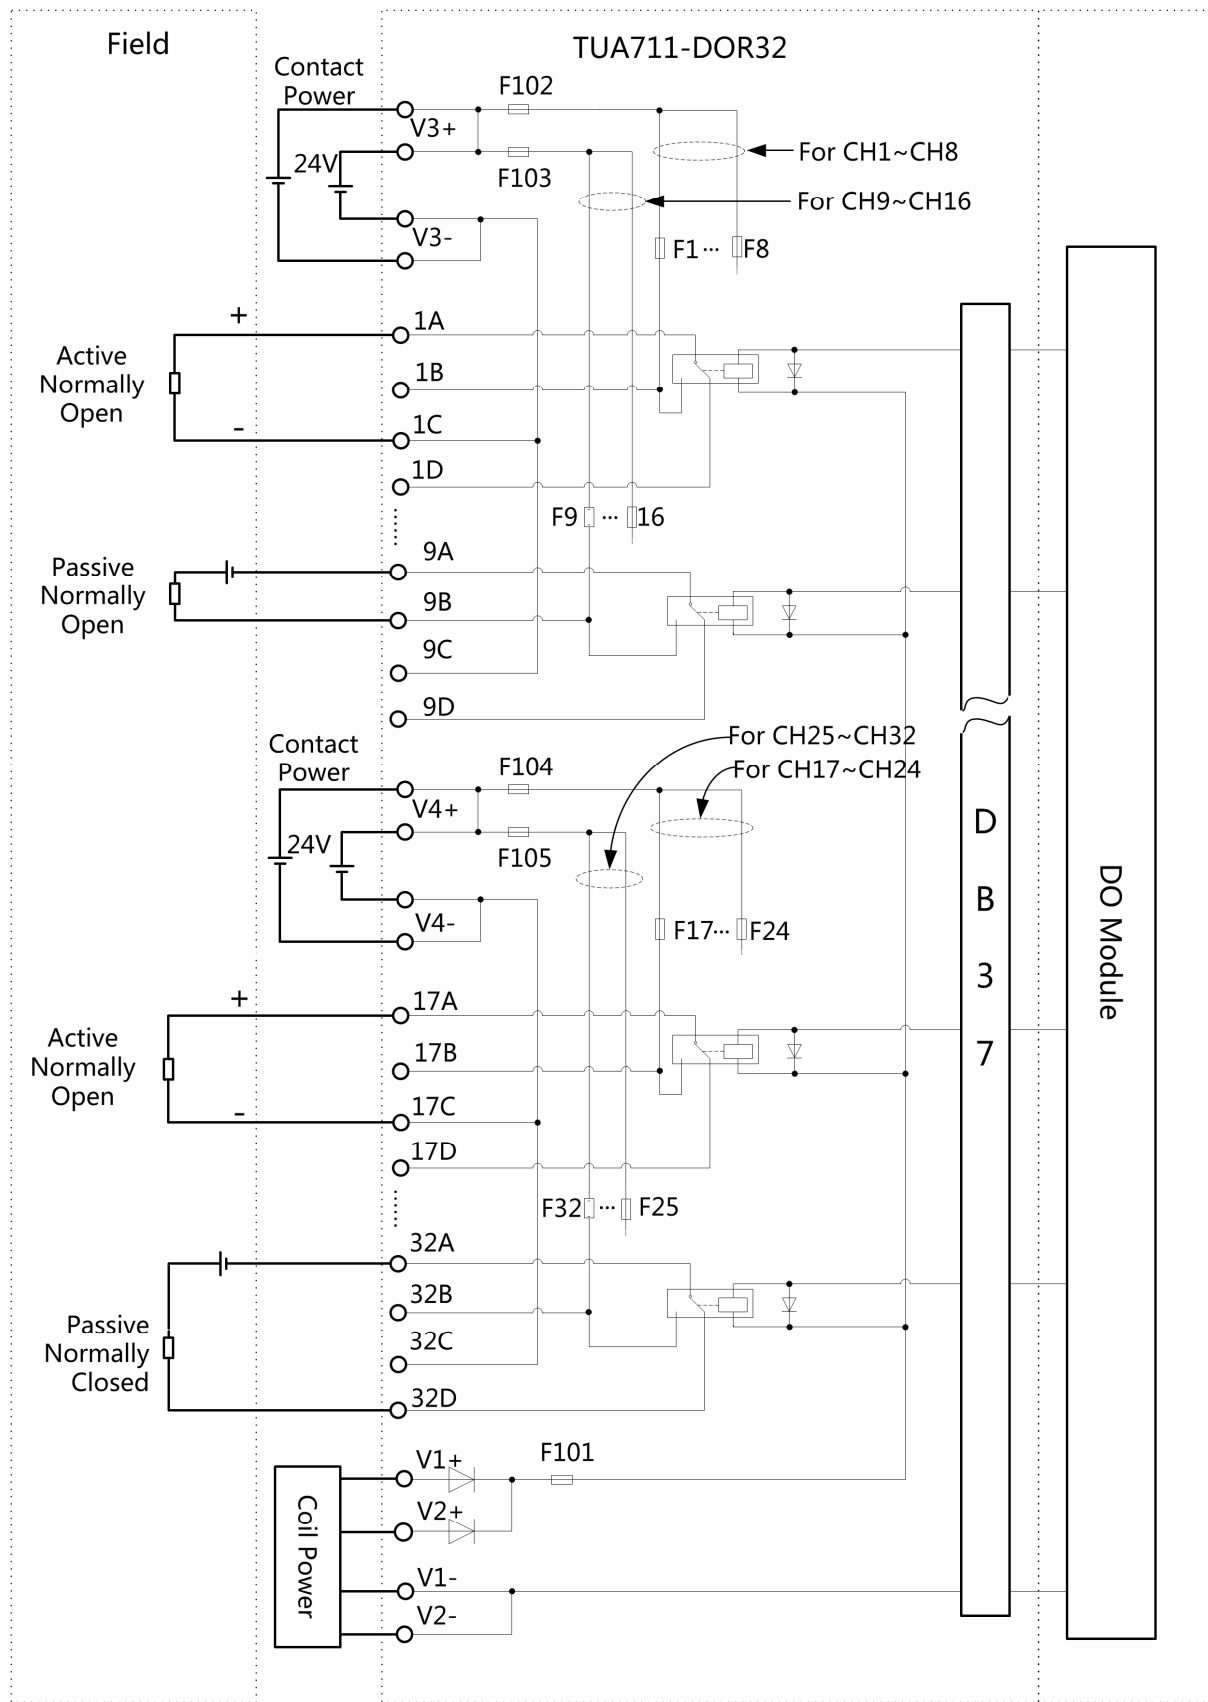 Field
TUA711-DOR32
Contact
Power
F102
V3+
24V
F103
For CH1~CH8
For CH9~CH16
V3-
F1 ··· F8
+
1A
Active
Normally
Open
1B
-
1C
1D
F9 ··· 16
9A
Passive
Normally
Open
9B
9C
9D
For CH25~CH32
Contact
Power
F104
For CH17~CH24
V4+
24V
F105
V4-
F17··· F24
D
B
3
7
DO Module
+
17A
Active
Normally
Open
17B
-
17C
17D
F32 ··· F25
32A
32B
Passive
Normally
Closed
32C
32D
V1+
F101
V2+
Coil Power
V1-
V2-